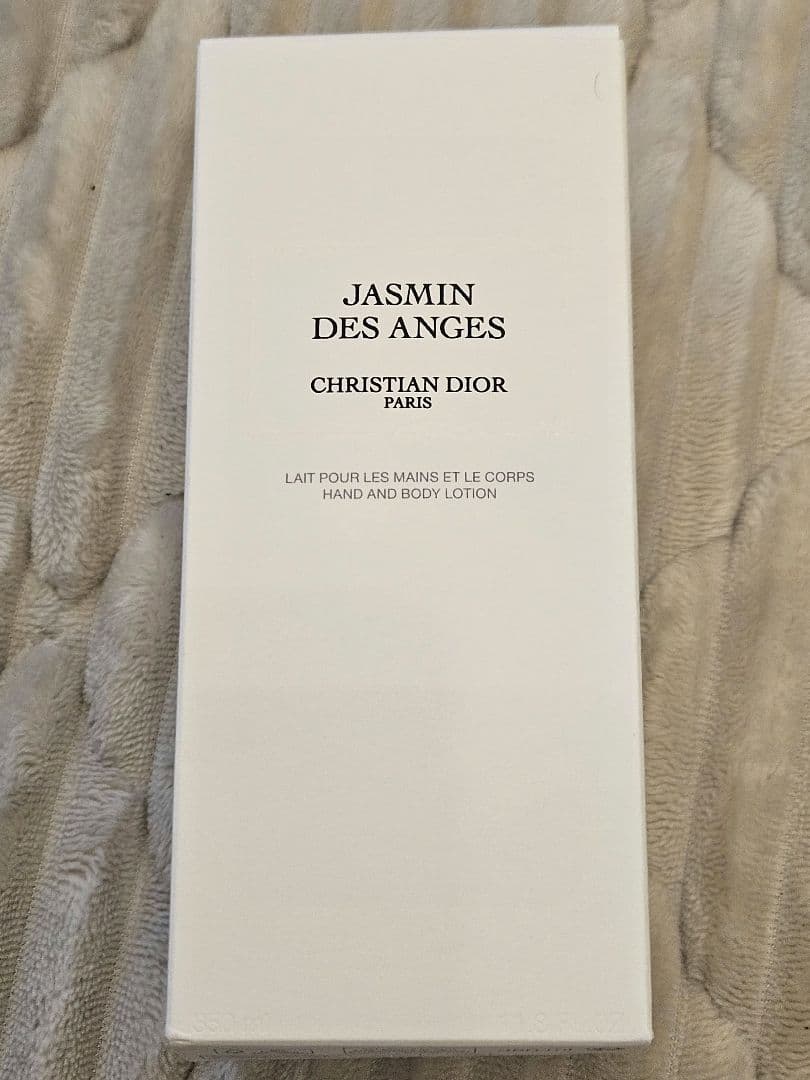 JASMIN
DES ANGES
CHRISTIAN DIOR
PARIS
LAIT POUR LES MAINS ET LE CORPS
HAND AND BODY LOTION